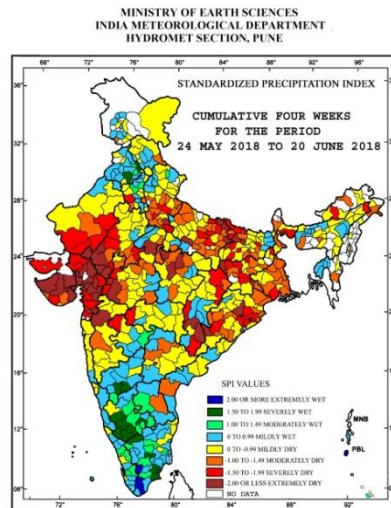 MINISTRY OF EARTH SCIENCES
INDIA METEOROLOGICAL DEPARTMENT
HYDROMET SECTION, PUNE
68° 72° 76° 80° 84° 88° 92° 96°
STANDARDIZED PRECIPITATION INDEX
CUMULATIVE FOUR WEEKS
FOR THE PERIOD
24 MAY 2018 TO 20 JUNE 2018
36°
32°
28°
24°
20°
16°
12°
08°
SPI VALUES
2.00 OR MORE EXTREMELY WET
1.50 TO 1.99 SEVERELY WET
1.00 TO 1.49 MODERATELY WET
0 TO 0.99 MILDLY WET
0 TO -0.99 MILDLY DRY
-1.00 TO -1.49 MODERATELY DRY
-1.50 TO -1.99 SEVERELY DRY
-2.00 OR LESS EXTREMELY DRY
NO DATA
MNB
PBL
68° 72° 76° 80° 84° 88° 92°